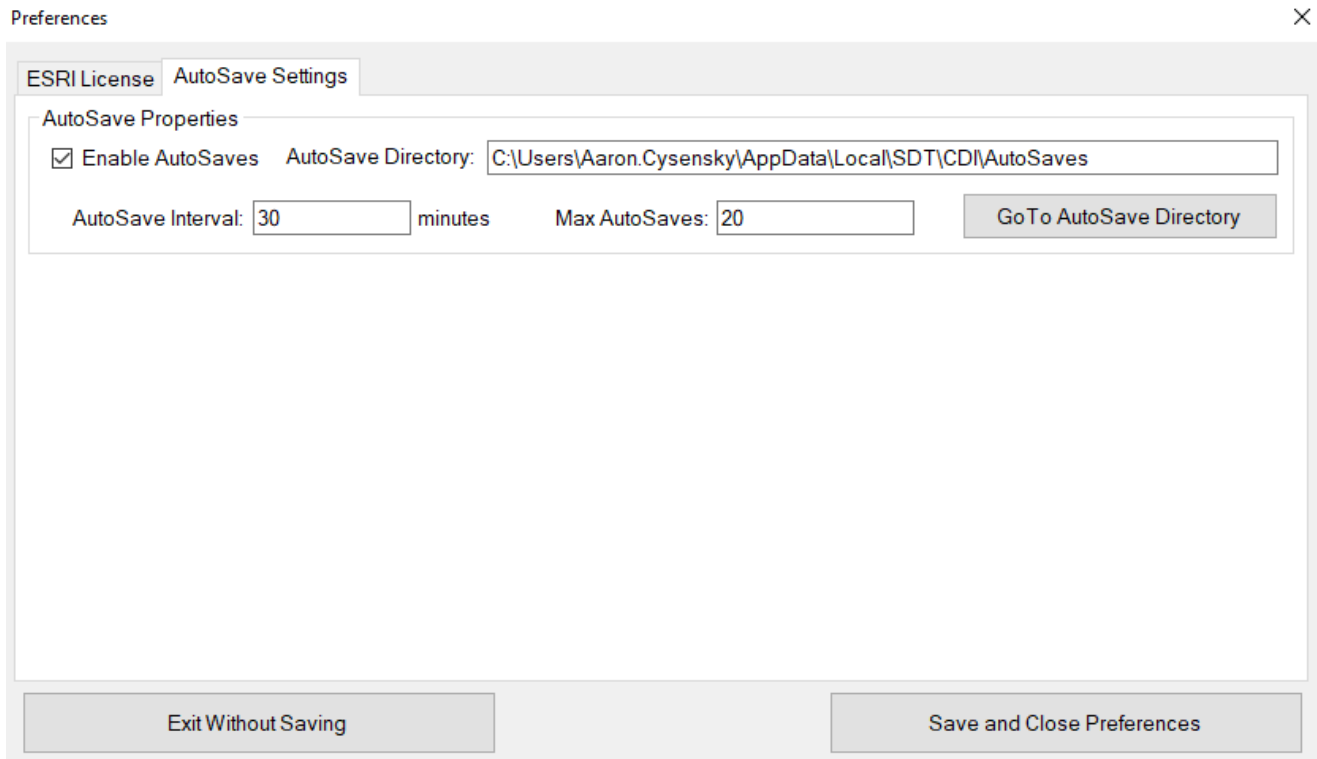 Preferences
ESRI License AutoSave Settings
AutoSave Properties
Enable AutoSaves AutoSave Directory: C:\Users\Aaron.Cysensky\AppData\Local\SDT\CDI\AutoSaves
AutoSave Interval: 30 minutes Max AutoSaves: 20 GoTo AutoSave Directory
Exit Without Saving Save and Close Preferences